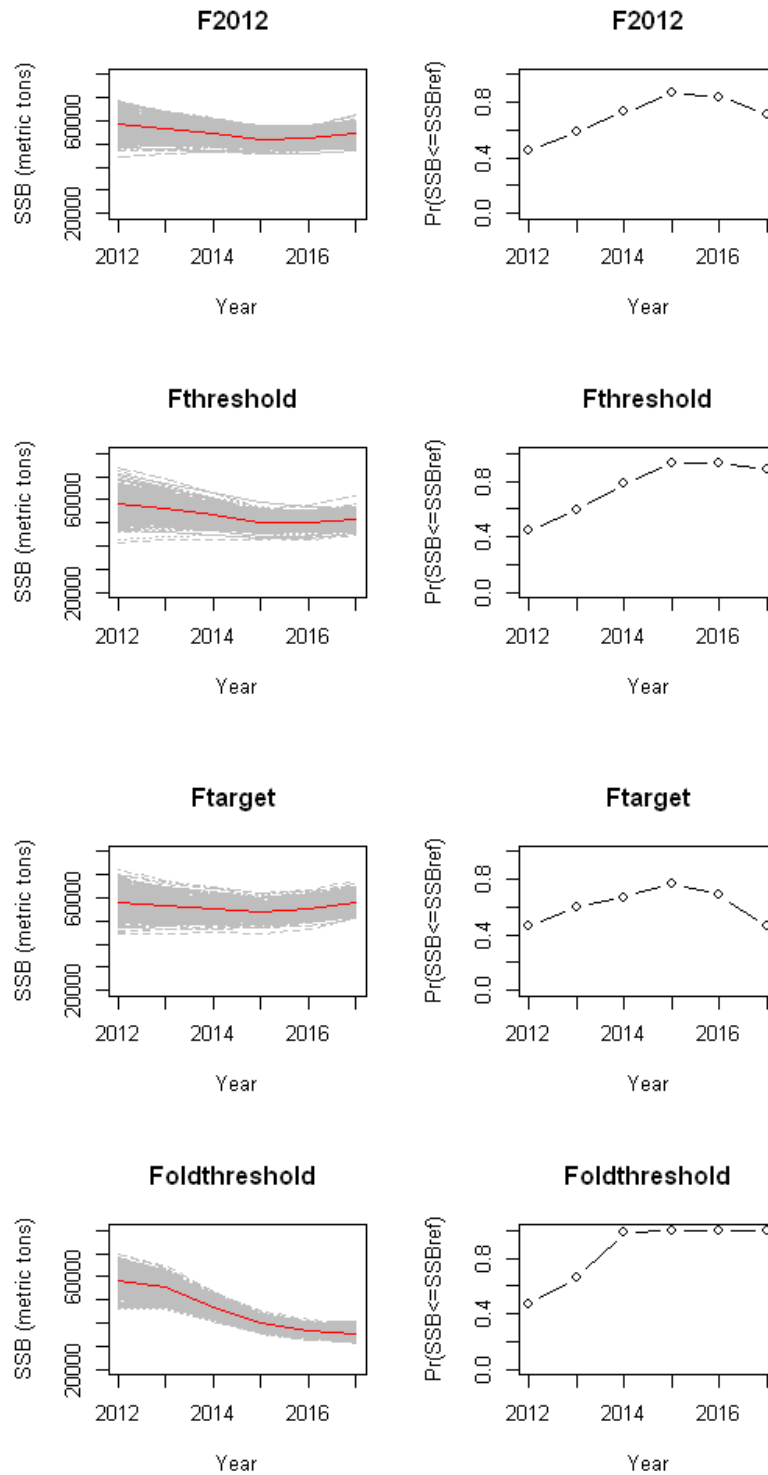 F2012
SSB (metric tons)
60000
20000
2012 2014 2016
Year
F2012
Pr(SSB<=SSBref)
0.8
0.4
0.0
2012 2014 2016
Year
Fthreshold
SSB (metric tons)
60000
20000
2012 2014 2016
Year
Fthreshold
Pr(SSB<=SSBref)
0.8
0.4
0.0
2012 2014 2016
Year
Ftarget
SSB (metric tons)
60000
20000
2012 2014 2016
Year
Ftarget
Pr(SSB<=SSBref)
0.8
0.4
0.0
2012 2014 2016
Year
Foldthreshold
SSB (metric tons)
60000
20000
2012 2014 2016
Year
Foldthreshold
Pr(SSB<=SSBref)
0.8
0.4
0.0
2012 2014 2016
Year